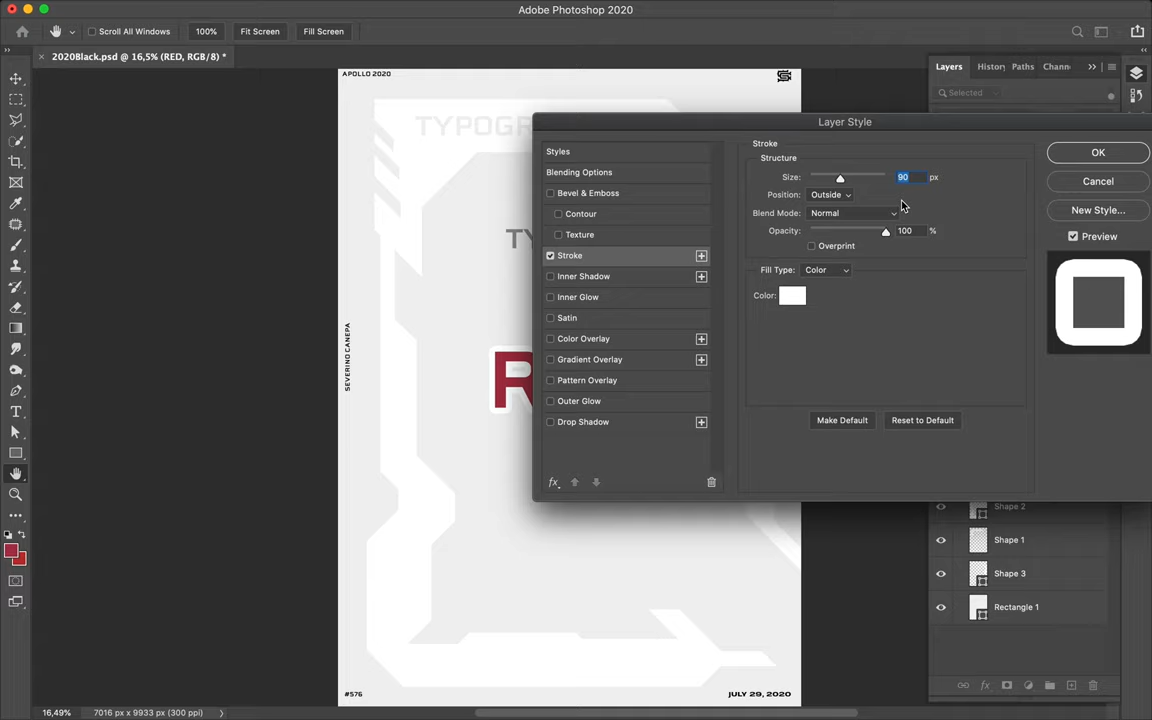 Adobe Photoshop 2020
Scroll All Windows
100%
Fit Screen
Fill Screen
2020Black.psd @ 16,5% (RED, RGB/8) *
Layers
History
Paths
Chann
Selected
APOLLO 2020
TYPOGR
TY
R
SEVERINO CANEPA
#576
JULY 29, 2020
Layer Style
Styles
Blending Options
Bevel & Emboss
Contour
Texture
Stroke
Inner Shadow
Inner Glow
Satin
Color Overlay
Gradient Overlay
Pattern Overlay
Outer Glow
Drop Shadow
fx
Stroke
Structure
Size: 90 px
Position: Outside
Blend Mode: Normal
Opacity: 100 %
Overprint
Fill Type: Color
Color:
Make Default
Reset to Default
OK
Cancel
New Style...
Preview
Shape 2
Shape 1
Shape 3
Rectangle 1
fx
16,49%
7016 px x 9933 px (300 ppi)